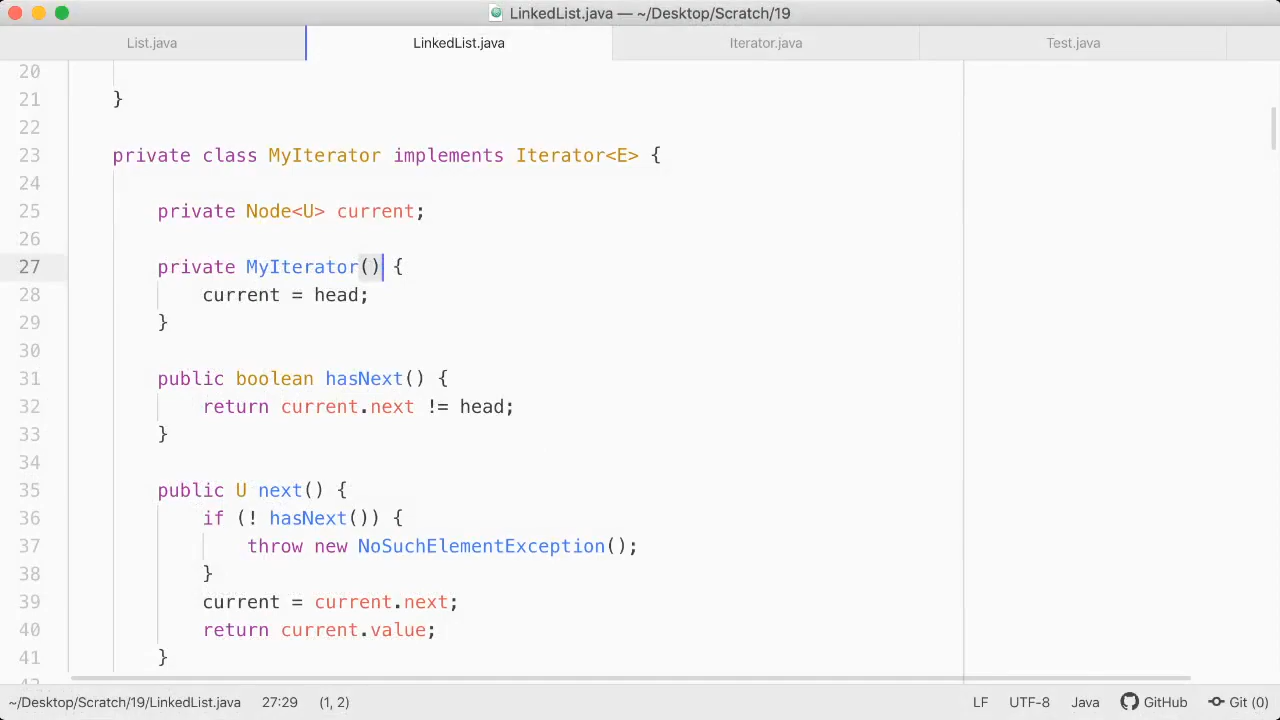 LinkedList.java — ~/Desktop/Scratch/19
List.java LinkedList.java Iterator.java Test.java
20
21 }
22
23 private class MyIterator implements Iterator<E> {
24
25 private Node<U> current;
26
27 private MyIterator() {
28 current = head;
29 }
30
31 public boolean hasNext() {
32 return current.next != head;
33 }
34
35 public U next() {
36 if (! hasNext()) {
37 throw new NoSuchElementException();
38 }
39 current = current.next;
40 return current.value;
41 }
~/Desktop/Scratch/19/LinkedList.java 27:29 (1, 2) LF UTF-8 Java GitHub Git (0)